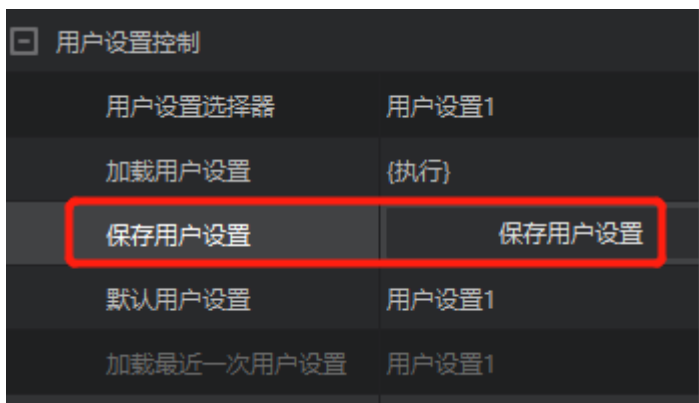 用户设置控制
用户设置选择器 用户设置1
加载用户设置 {执行}
保存用户设置 保存用户设置
默认用户设置 用户设置1
加载最近一次用户设置 用户设置1